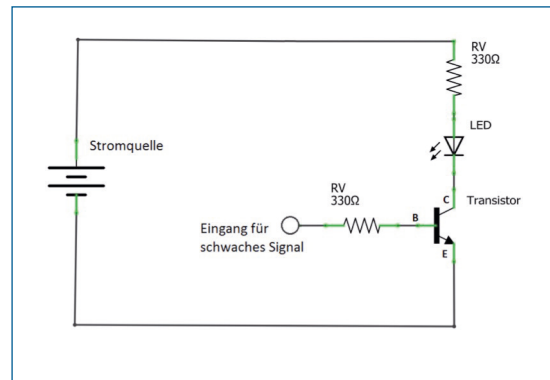 RV
330Ω
LED
Stromquelle
RV
330Ω
C
Transistor
B
Eingang für
schwaches Signal
E